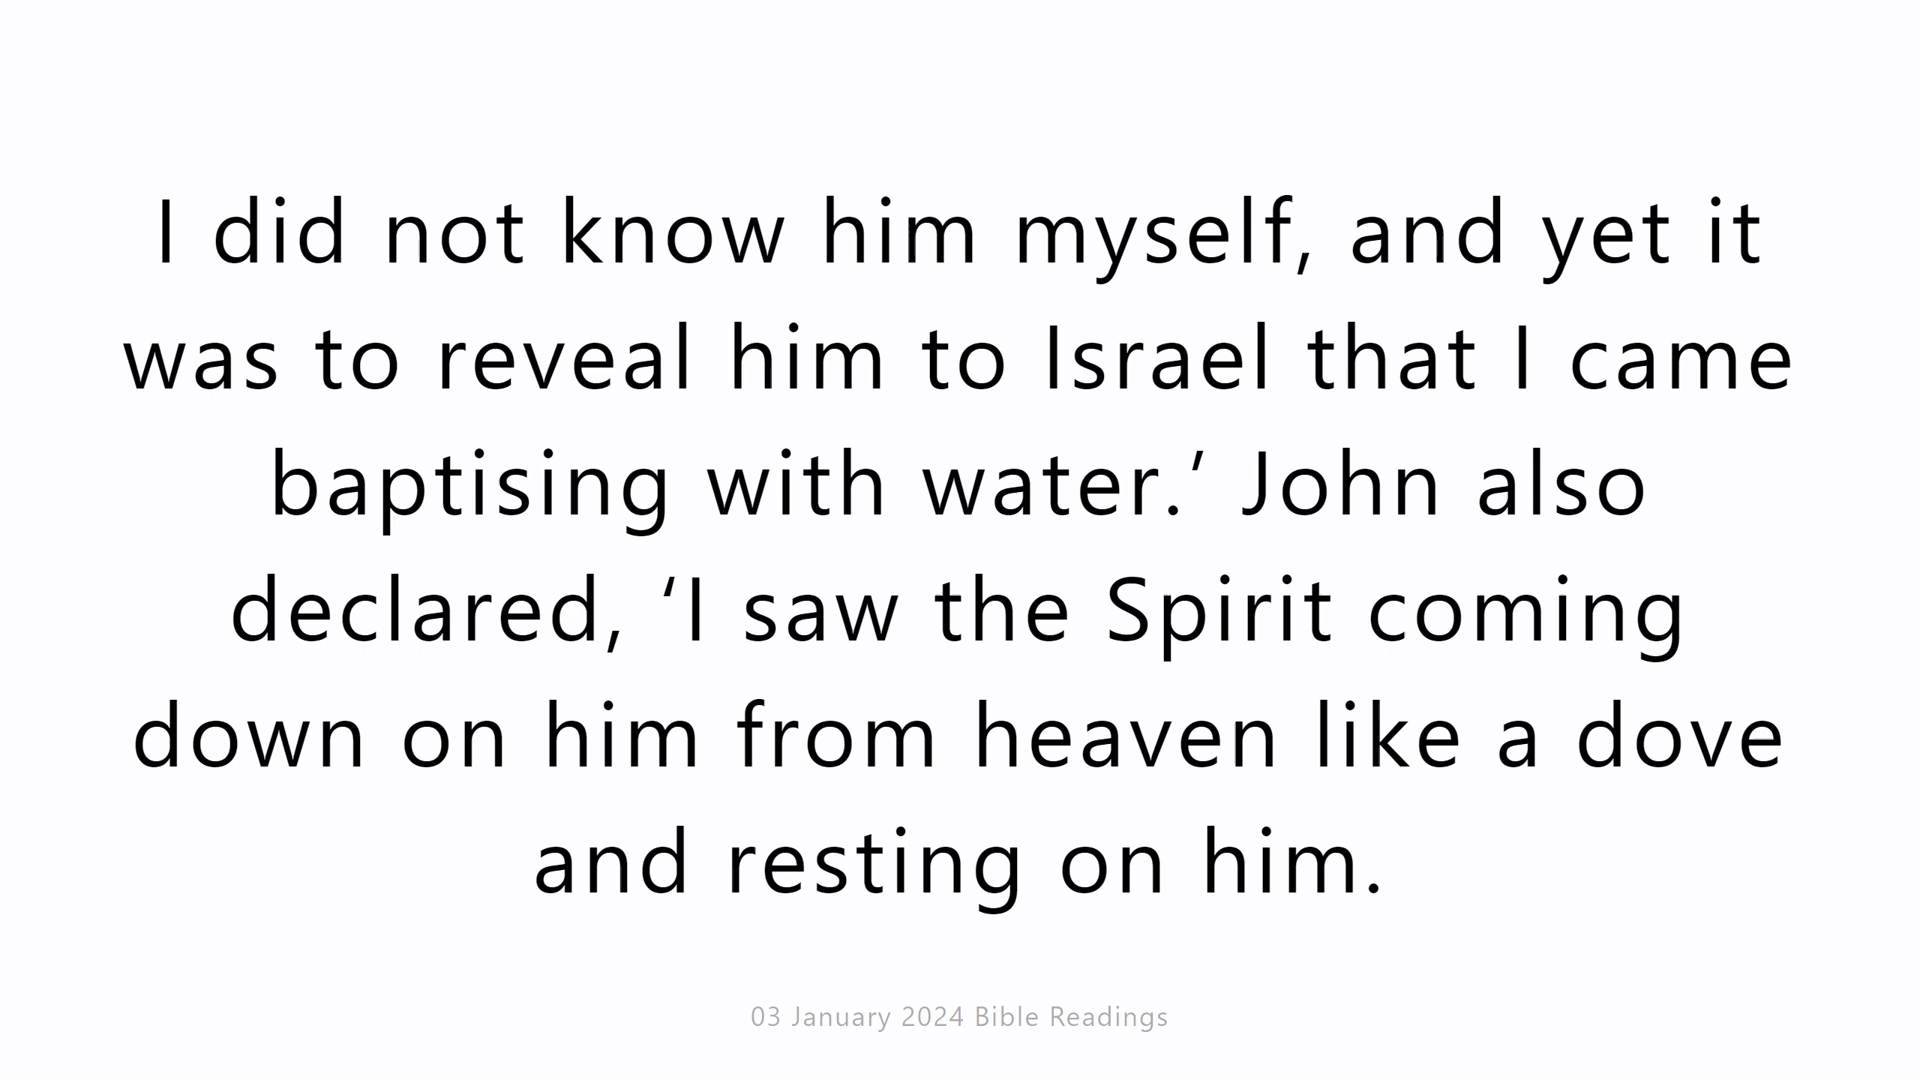 I did not know him myself, and yet it
was to reveal him to Israel that I came
baptising with water.’ John also
declared, ‘I saw the Spirit coming
down on him from heaven like a dove
and resting on him.
03 January 2024 Bible Readings